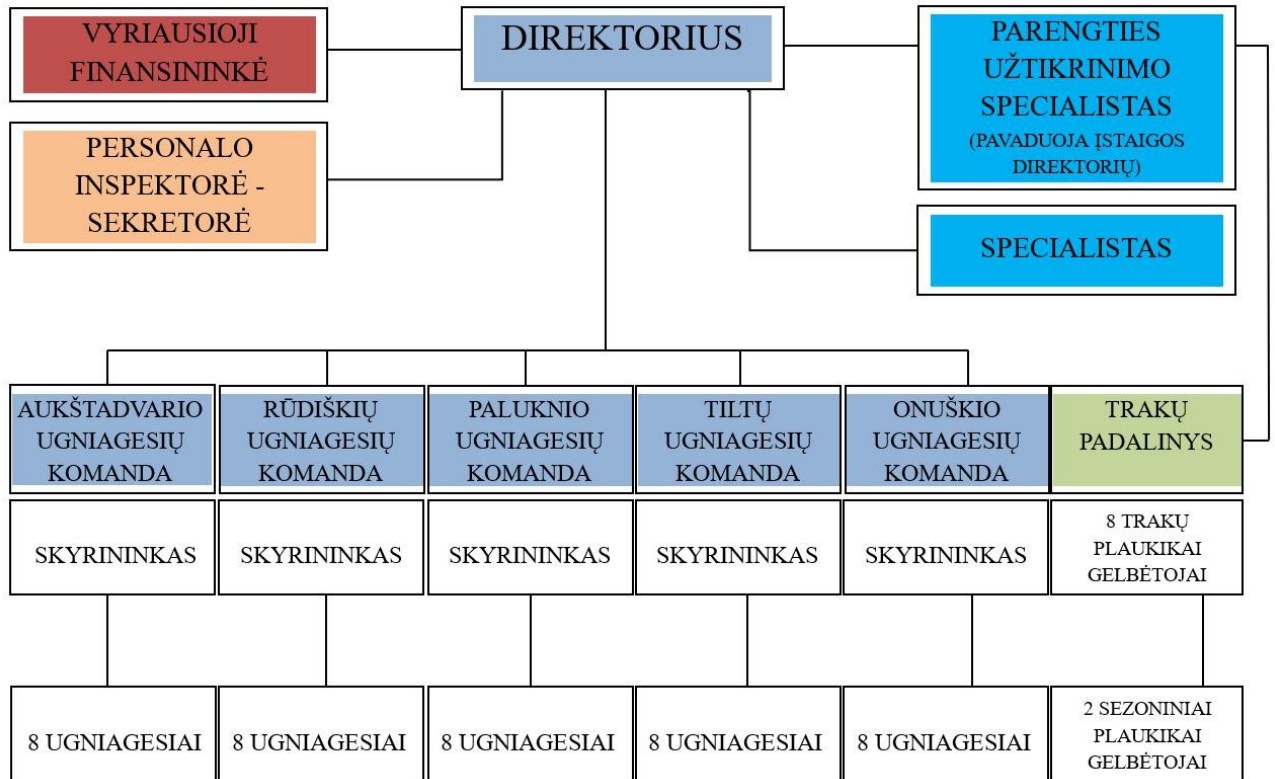 VYRIAUSIOJI
FINANSININKĖ
DIREKTORIUS
PARENGTIES
UŽTIKRINIMO
SPECIALISTAS
(PAVADUOJA ĮSTAIGOS
DIREKTORIŲ)
PERSONALO
INSPEKTORĖ -
SEKRETORĖ
SPECIALISTAS
AUKŠTADVARIO
UGNIAGESIŲ
KOMANDA
RŪDIŠKIŲ
UGNIAGESIŲ
KOMANDA
PALUKNIO
UGNIAGESIŲ
KOMANDA
TILTŲ
UGNIAGESIŲ
KOMANDA
ONUŠKIO
UGNIAGESIŲ
KOMANDA
TRAKŲ
PADALINYS
SKYRININKAS
SKYRININKAS
SKYRININKAS
SKYRININKAS
SKYRININKAS
8 TRAKŲ
PLAUKIKAI
GELBĖTOJAI
8 UGNIAGESIAI
8 UGNIAGESIAI
8 UGNIAGESIAI
8 UGNIAGESIAI
8 UGNIAGESIAI
2 SEZONINIAI
PLAUKIKAI
GELBĖTOJAI